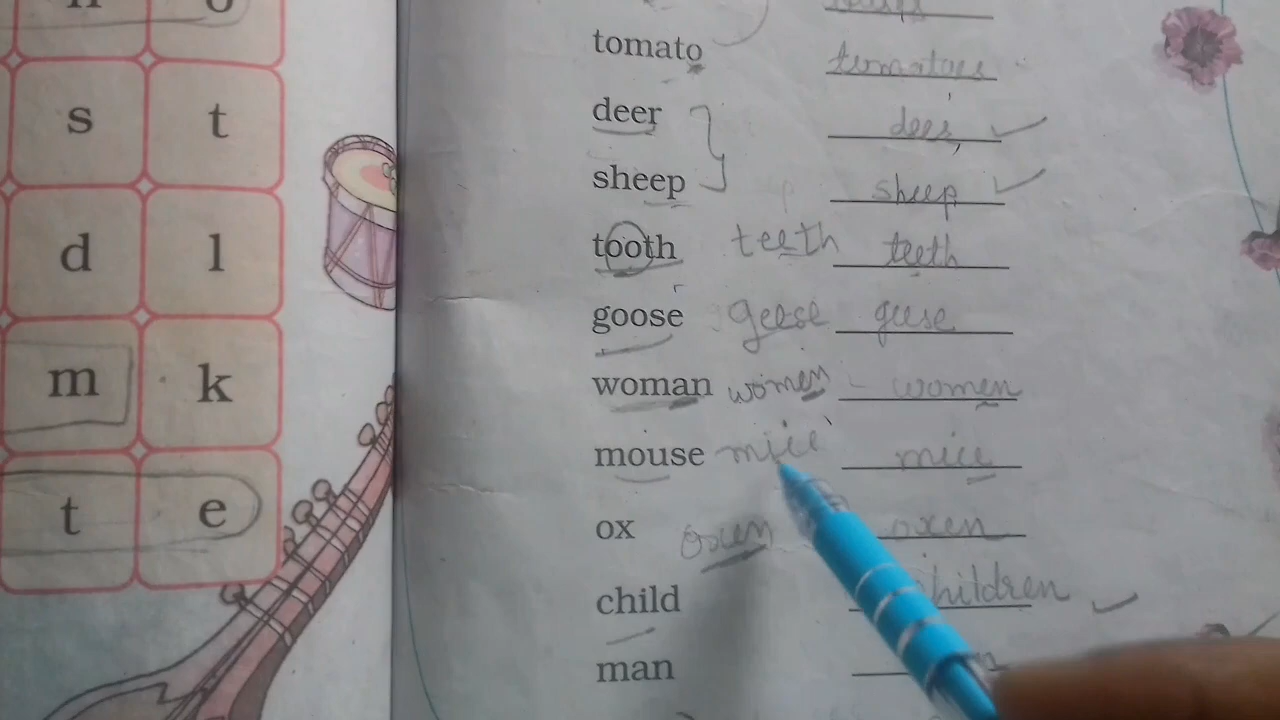 n o
s t
d l
m k
t e
tomato tomatoes
deer deer
sheep sheep
tooth teeth teeth
goose geese geese
woman women - women
mouse mice mice
ox oxen oxen
child children
man